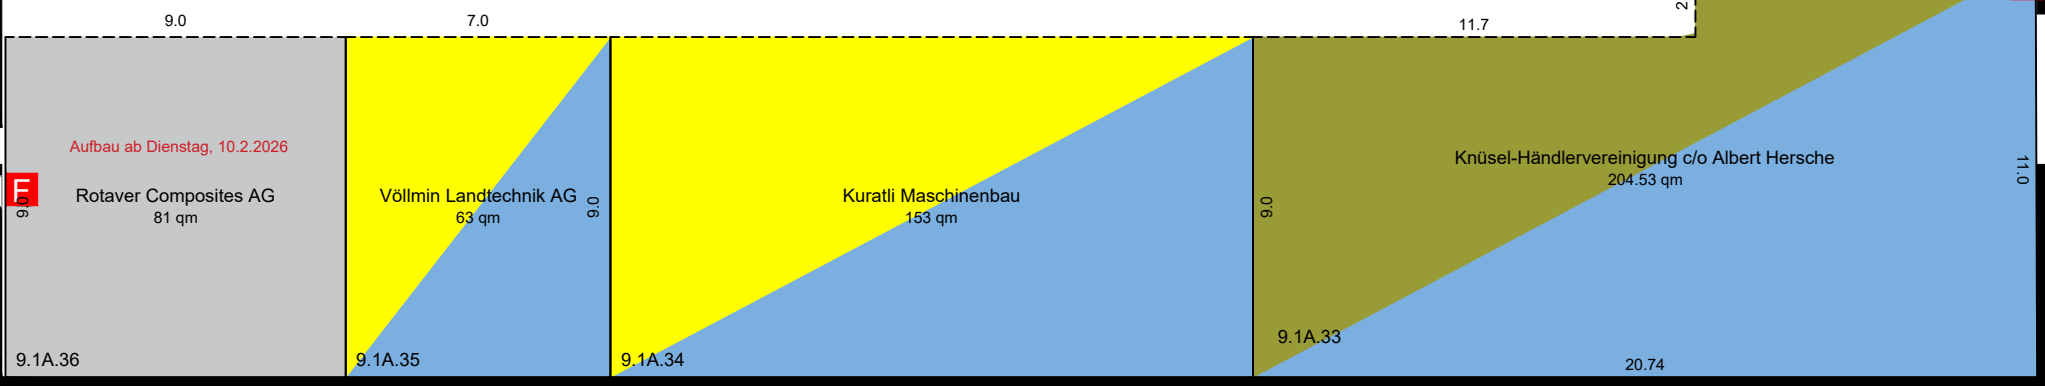 9.0
7.0
11.7
2
Aufbau ab Dienstag, 10.2.2026
F
9.0
Rotaver Composites AG
81 qm
9.1A.36
Völlmin Landtechnik AG
63 qm
9.0
9.1A.35
Kuratli Maschinenbau
153 qm
9.1A.34
9.0
Knüsel-Händlervereinigung c/o Albert Hersche
204.53 qm
11.0
9.1A.33
20.74